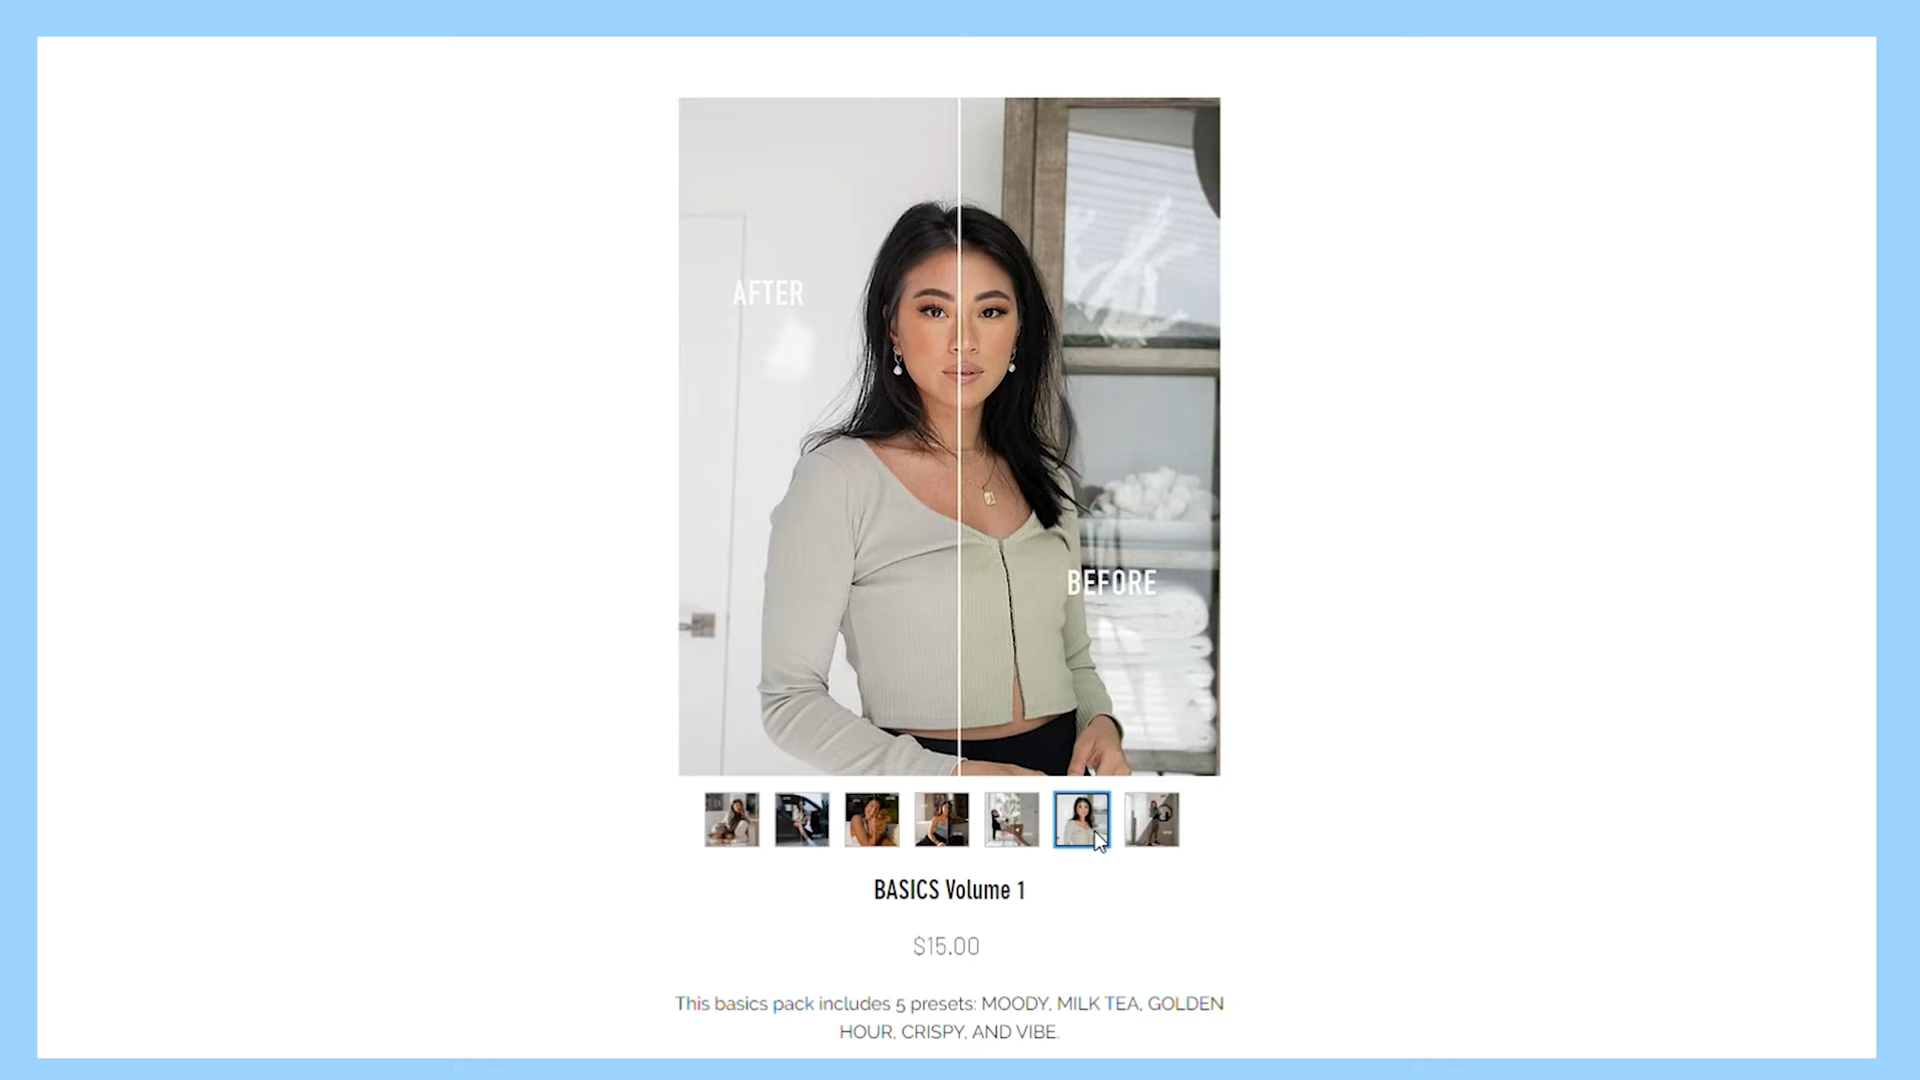 AFTER
BEFORE
BASICS Volume 1
$15.00
This basics pack includes 5 presets: MOODY, MILK TEA, GOLDEN
HOUR, CRISPY, AND VIBE.